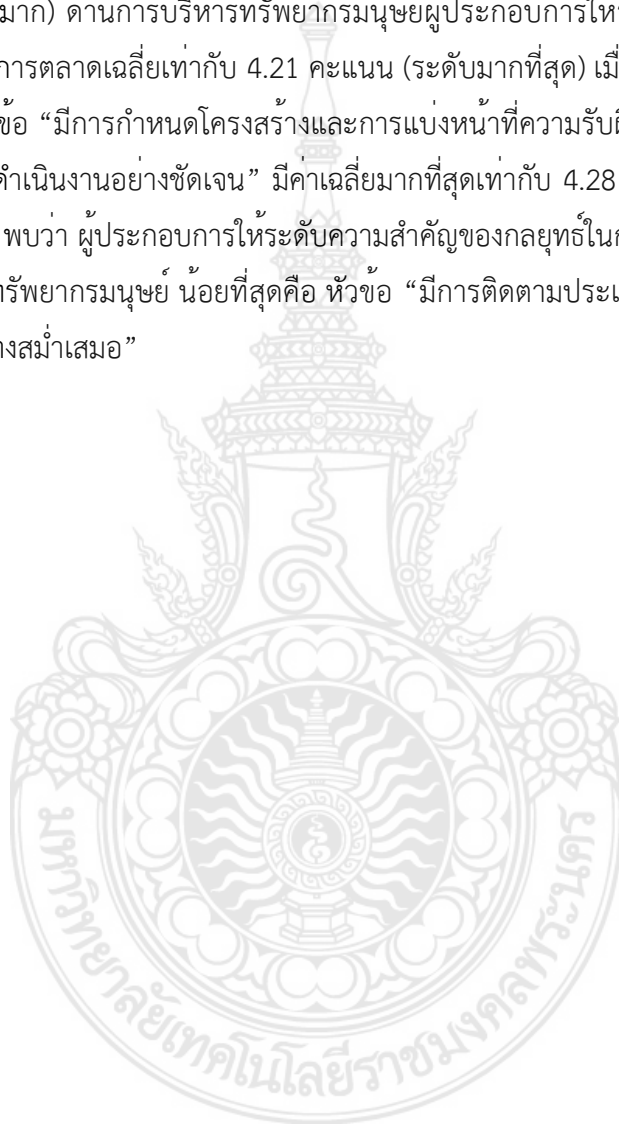 มาก) ด้านการบริหารทรัพยากรมนุษย์ผู้ประกอบการให้
การตลาดเฉลี่ยเท่ากับ 4.21 คะแนน (ระดับมากที่สุด) เมื่
ข้อ “มีการกำหนดโครงสร้างและการแบ่งหน้าที่ความรับ
ดำเนินงานอย่างชัดเจน” มีค่าเฉลี่ยมากที่สุดเท่ากับ 4.28
พบว่า ผู้ประกอบการให้ระดับความสำคัญของกลยุทธ์ใน
ทรัพยากรมนุษย์ น้อยที่สุดคือ หัวข้อ “มีการติดตามประเ
างสม่ำเสมอ”
มหาวิทยาลัยเทคโนโลยีราชมงคลพระนคร